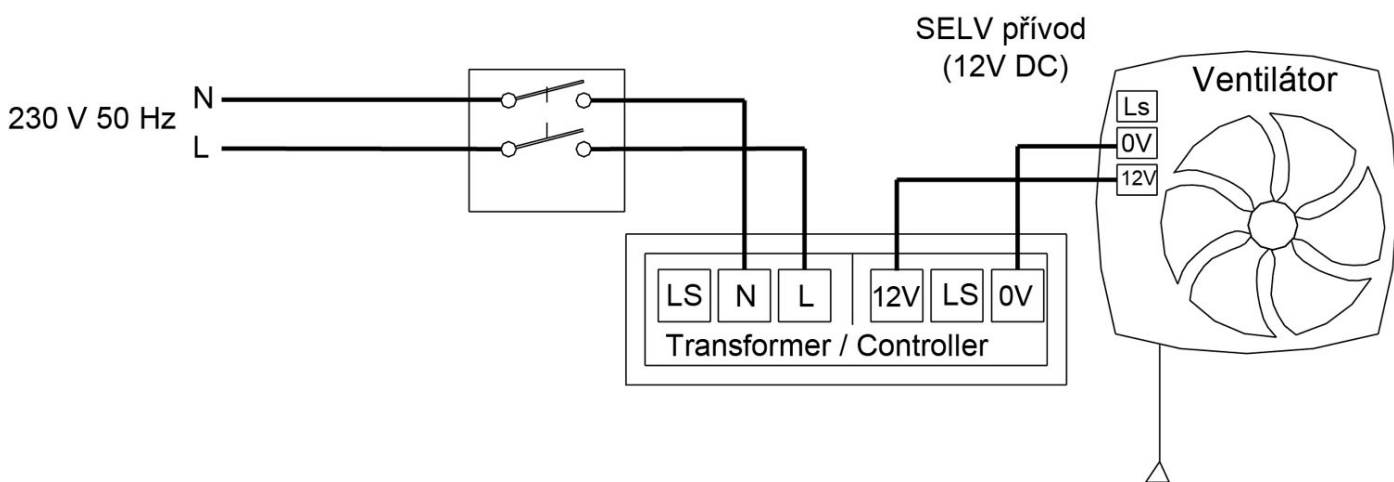 SELV přívod
(12V DC)
Ventilátor
230 V 50 Hz
N
L
Ls
0V
12V
LS N L 12V LS 0V
Transformer / Controller